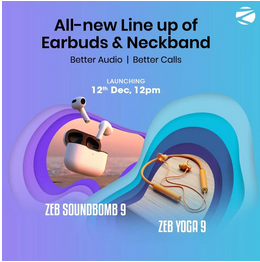 All-new Line up of
Earbuds & Neckband
Better Audio | Better Calls
LAUNCHING
12th Dec, 12pm
ZEB SOUNDBOMB 9
ZEB YOGA 9